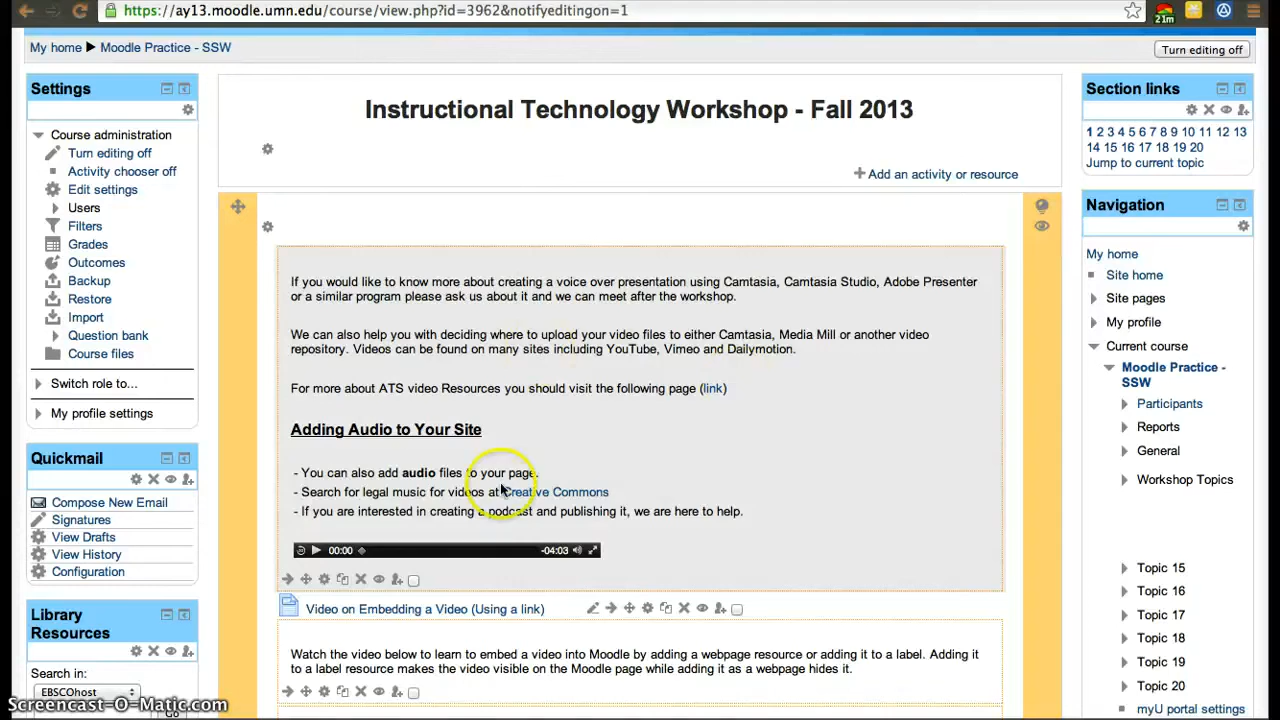 https://ay13.moodle.umn.edu/course/view.php?id=3962&notifyeditingon=1
21m
My home ▶ Moodle Practice - SSW
Turn editing off
Settings
Course administration
Turn editing off
Activity chooser off
Edit settings
Users
Filters
Grades
Outcomes
Backup
Restore
Import
Question bank
Course files
Switch role to...
My profile settings
Quickmail
Compose New Email
Signatures
View Drafts
View History
Configuration
Library
Resources
Search in:
EBSCOhost
Go
Instructional Technology Workshop - Fall 2013
Add an activity or resource
If you would like to know more about creating a voice over presentation using Camtasia, Camtasia Studio, Adobe Presenter
or a similar program please ask us about it and we can meet after the workshop.
We can also help you with deciding where to upload your video files to either Camtasia, Media Mill or another video
repository. Videos can be found on many sites including YouTube, Vimeo and Dailymotion.
For more about ATS video Resources you should visit the following page (link)
Adding Audio to Your Site
- You can also add audio files to your page.
- Search for legal music for videos at Creative Commons
- If you are interested in creating a podcast and publishing it, we are here to help.
00:00
-04:03
Video on Embedding a Video (Using a link)
Watch the video below to learn to embed a video into Moodle by adding a webpage resource or adding it to a label. Adding
it to a label resource makes the video visible on the Moodle page while adding it as a webpage hides it.
Section links
1 2 3 4 5 6 7 8 9 10 11 12 13
14 15 16 17 18 19 20
Jump to current topic
Navigation
My home
Site home
Site pages
My profile
Current course
Moodle Practice -
SSW
Participants
Reports
General
Workshop Topics
Topic 15
Topic 16
Topic 17
Topic 18
Topic 19
Topic 20
myU portal settings
Screencast-O-Matic.com